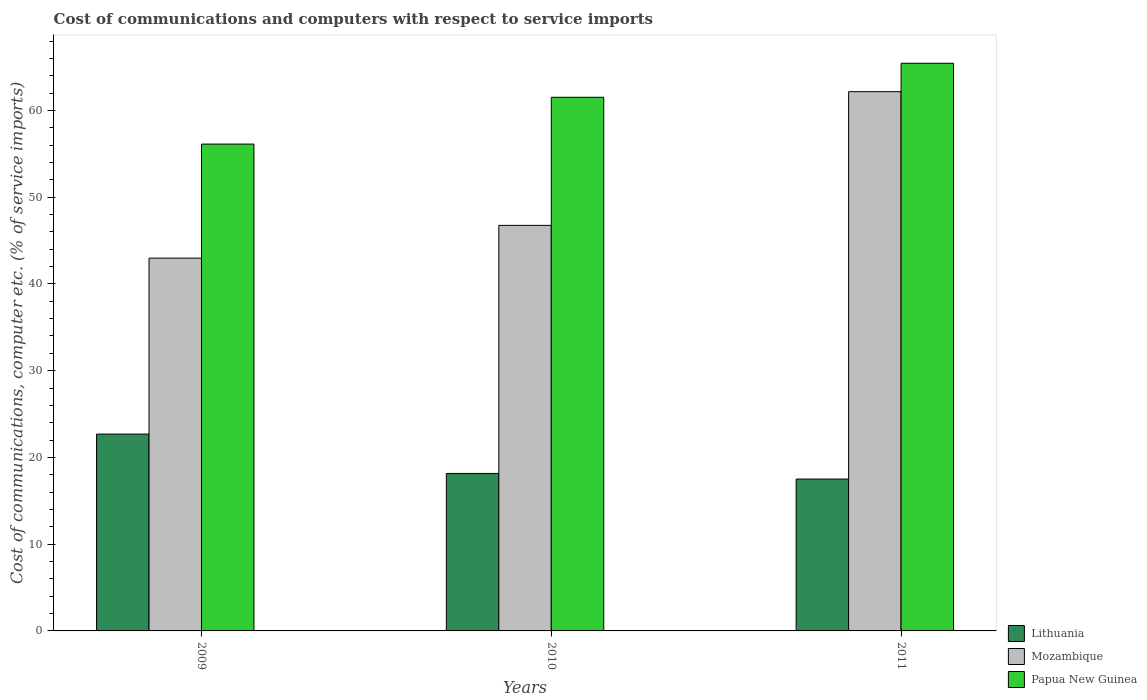 Cost of communications and computers with respect to service imports
Cost of communications, computer etc. (% of service imports)
60
50
40
30
20
10
0
2009
2010
2011
Years
Lithuania
Mozambique
Papua New Guinea